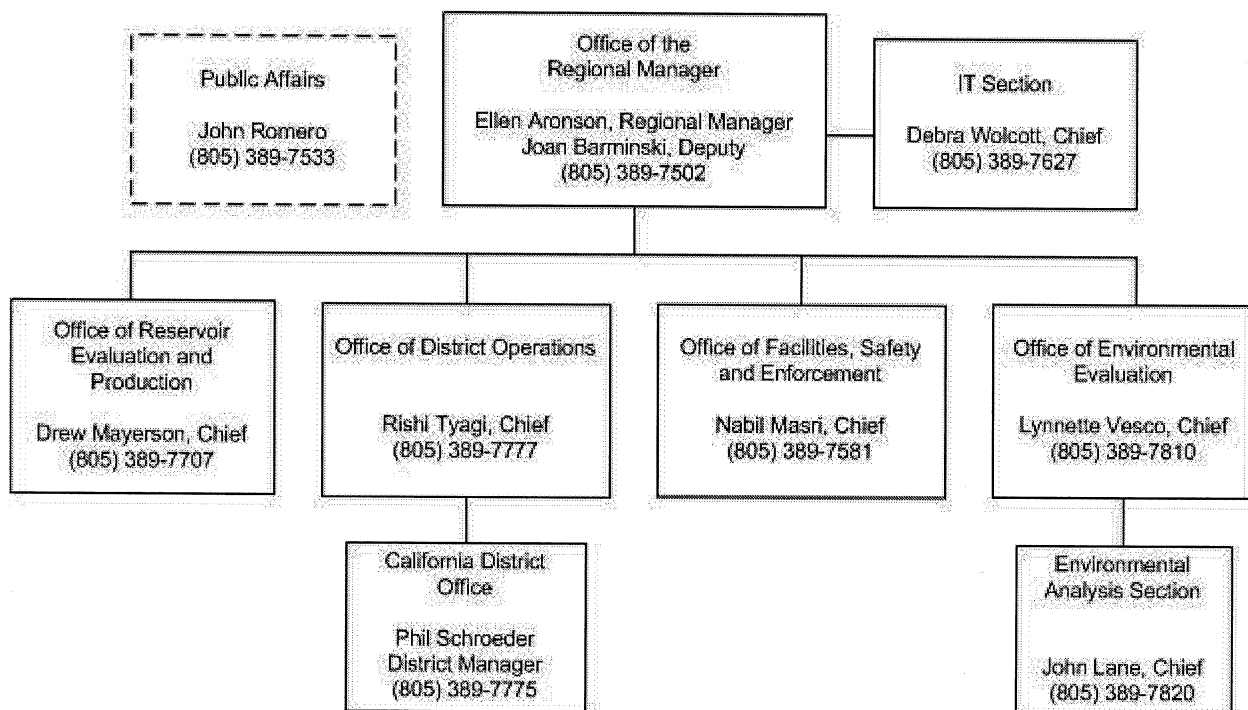 Public Affairs
John Romero
(805) 389-7533
Office of the
Regional Manager
Ellen Aronson, Regional Manager
Joan Barminski, Deputy
(805) 389-7502
IT Section
Debra Wolcott, Chief
(805) 389-7627
Office of Reservoir
Evaluation and
Production
Drew Mayerson, Chief
(805) 389-7707
Office of District Operations
Rishi Tyagi, Chief
(805) 389-7777
Office of Facilities, Safety
and Enforcement
Nabil Masri, Chief
(805) 389-7581
Office of Environmental
Evaluation
Lynnette Vesco, Chief
(805) 389-7810
California District
Office
Phil Schroeder
District Manager
(805) 389-7775
Environmental
Analysis Section
John Lane, Chief
(805) 389-7820